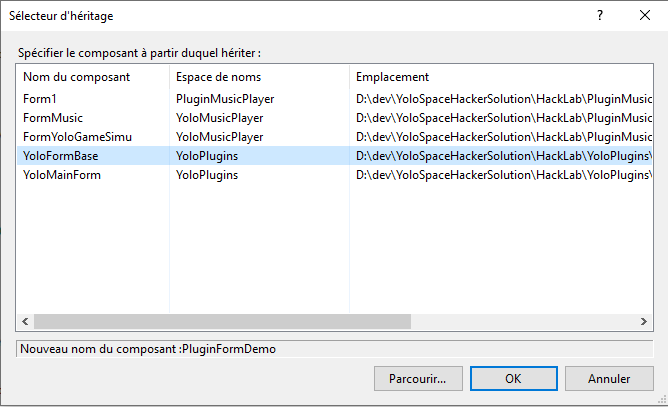 Sélecteur d'héritage
?
Spécifier le composant à partir duquel hériter :
Nom du composant Espace de noms Emplacement
Form1 PluginMusicPlayer D:\dev\YoloSpaceHackerSolution\HackLab\PluginMusic
FormMusic YoloMusicPlayer D:\dev\YoloSpaceHackerSolution\HackLab\PluginMusic
FormYoloGameSimu YoloMusicPlayer D:\dev\YoloSpaceHackerSolution\HackLab\PluginMusic
YoloFormBase YoloPlugins D:\dev\YoloSpaceHackerSolution\HackLab\YoloPlugins\
YoloMainForm YoloPlugins D:\dev\YoloSpaceHackerSolution\HackLab\YoloPlugins\
Nouveau nom du composant :PluginFormDemo
Parcourir... OK Annuler